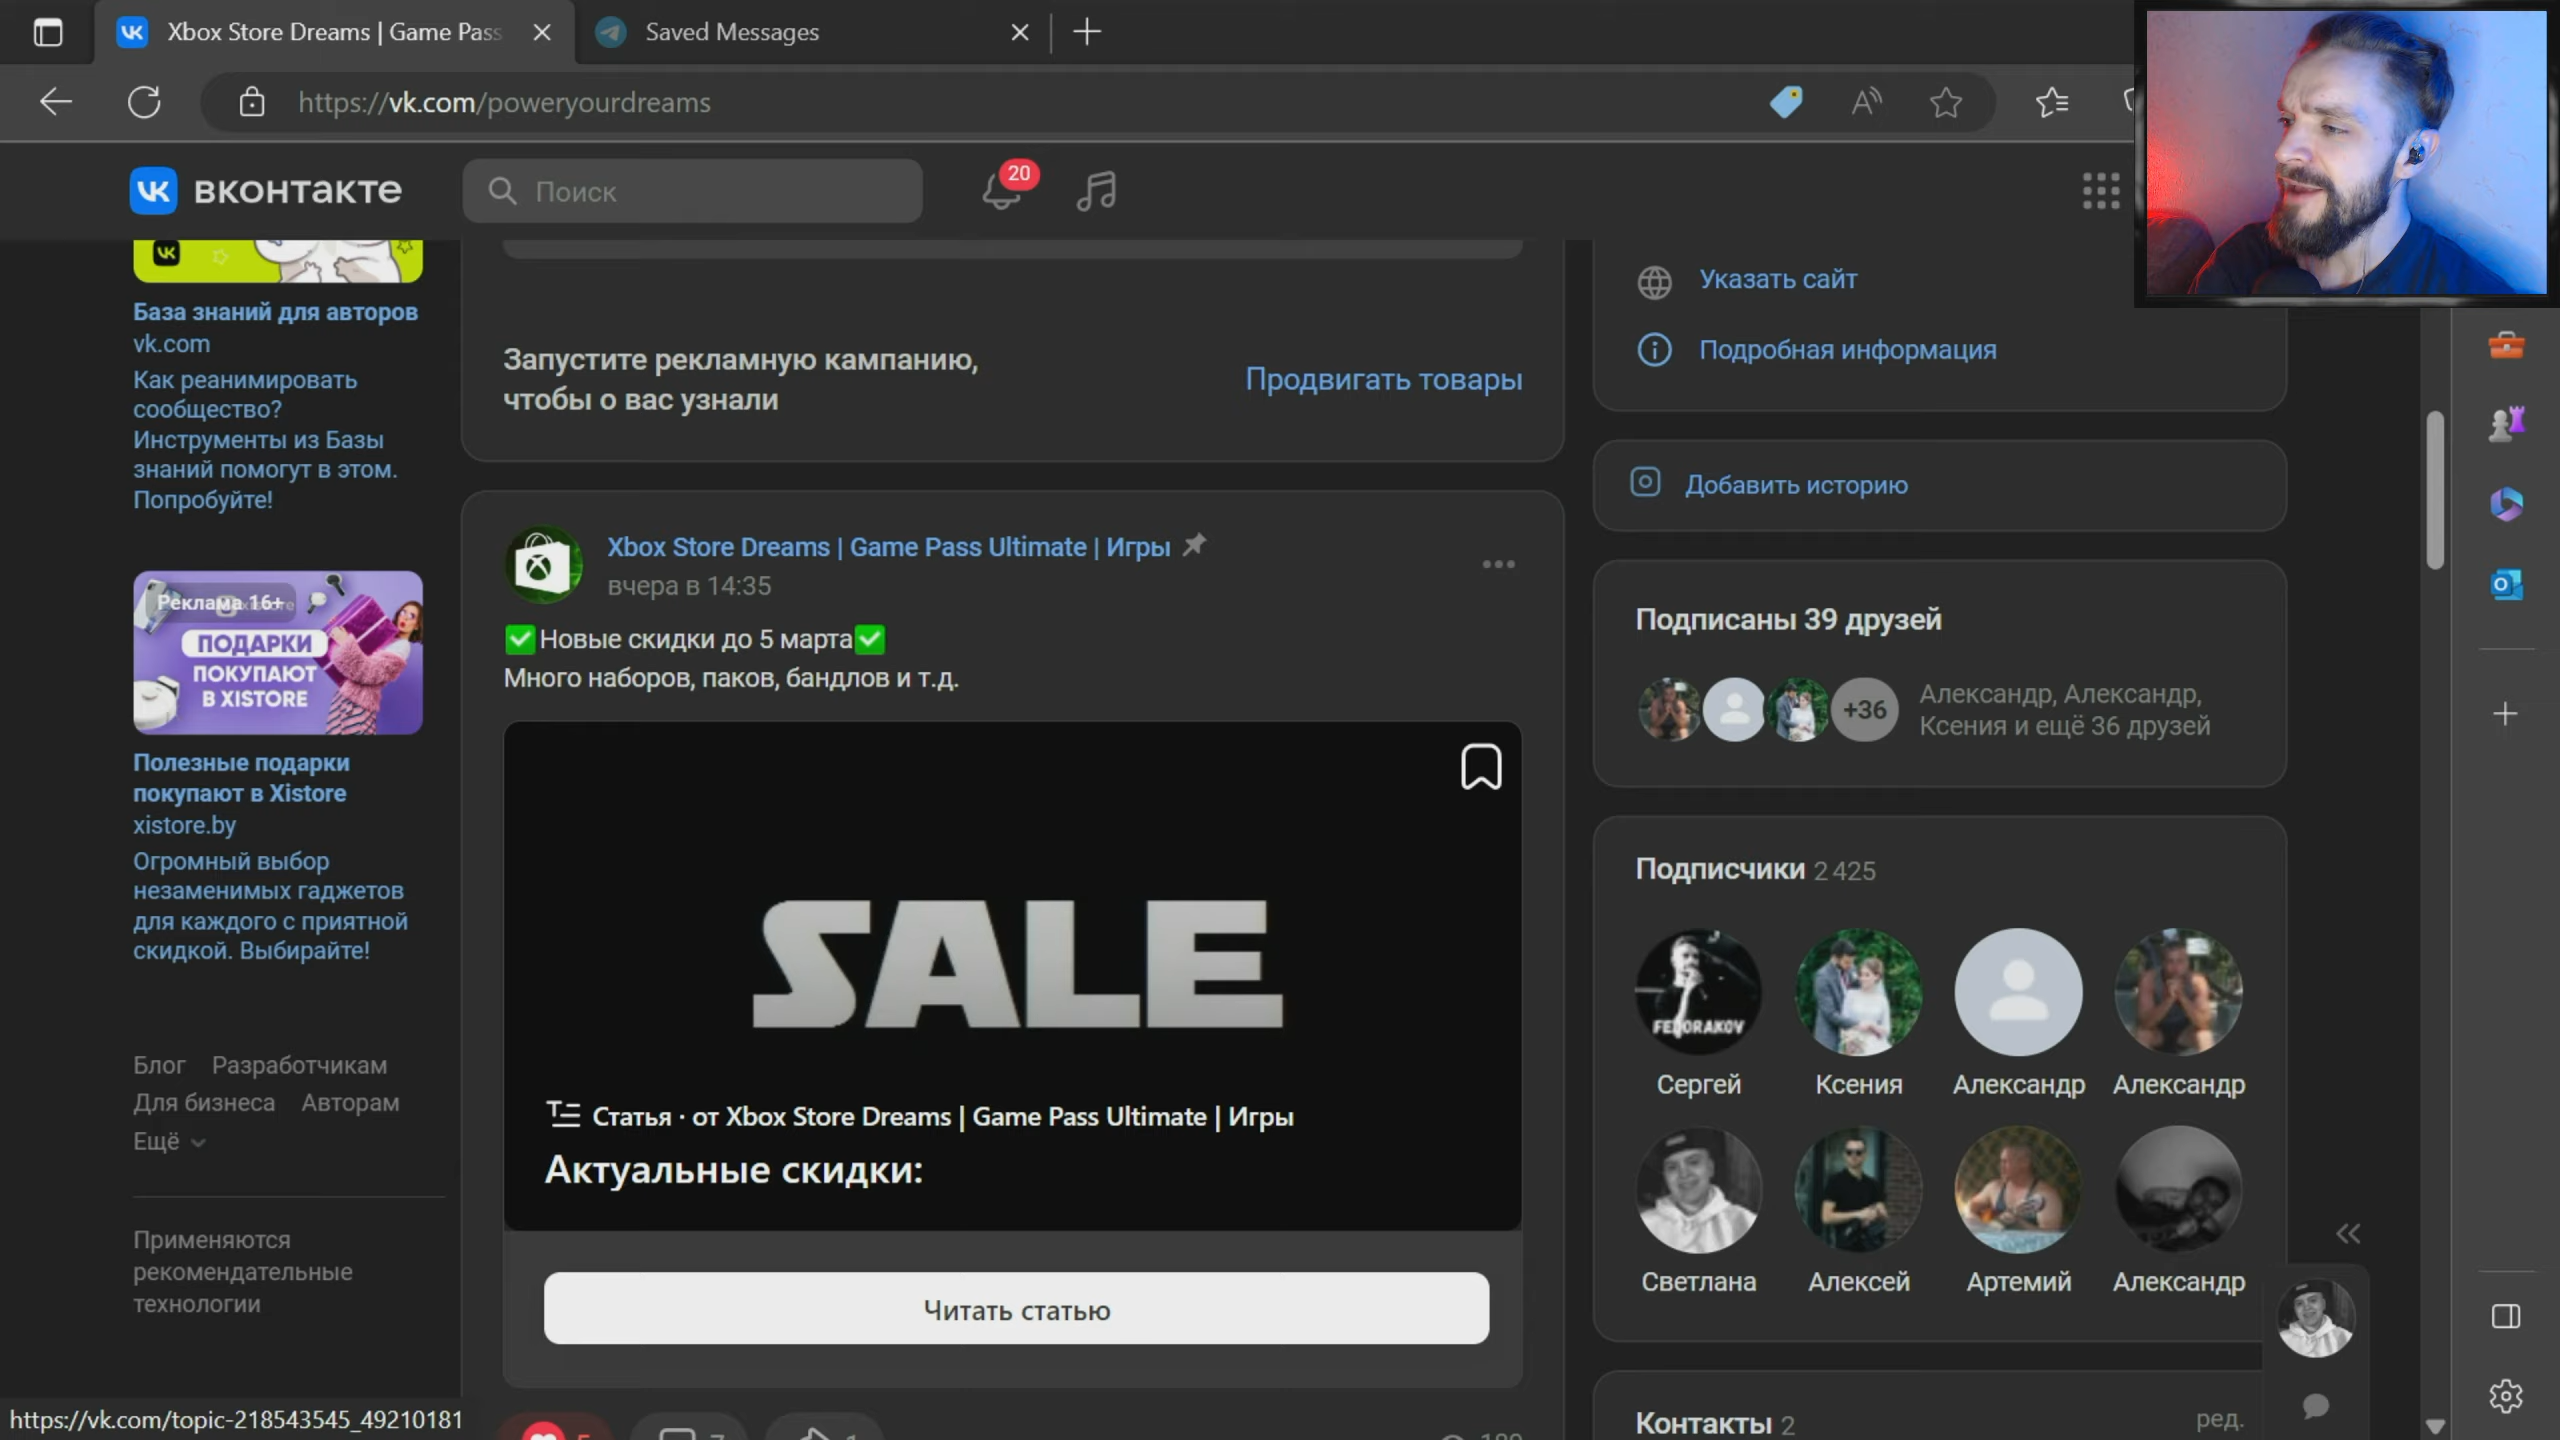 Xbox Store Dreams | Game Pass
Saved Messages
https://vk.com/poweryourdreams
вконтакте
Поиск
20
База знаний для авторов
vk.com
Как реанимировать
сообщество?
Инструменты из Базы
знаний помогут в этом.
Попробуйте!
Реклама 16+
ПОДАРКИ
ПОКУПАЮТ
В XISTORE
Полезные подарки
покупают в Xistore
xistore.by
Огромный выбор
незаменимых гаджетов
для каждого с приятной
скидкой. Выбирайте!
Блог Разработчикам
Для бизнеса Авторам
Ещё
Применяются
рекомендательные
технологии
https://vk.com/topic-218543545_49210181
Запустите рекламную кампанию,
чтобы о вас узнали
Продвигать товары
Xbox Store Dreams | Game Pass Ultimate | Игры
вчера в 14:35
✅Новые скидки до 5 марта✅
Много наборов, паков, бандлов и т.д.
SALE
Статья · от Xbox Store Dreams | Game Pass Ultimate | Игры
Актуальные скидки:
Читать статью
Указать сайт
Подробная информация
Добавить историю
Подписаны 39 друзей
+36
Александр, Александр,
Ксения и ещё 36 друзей
Подписчики 2 425
FEDORAKOV
Сергей Ксения Александр Александр
Светлана Алексей Артемий Александр
Контакты 2
ред.